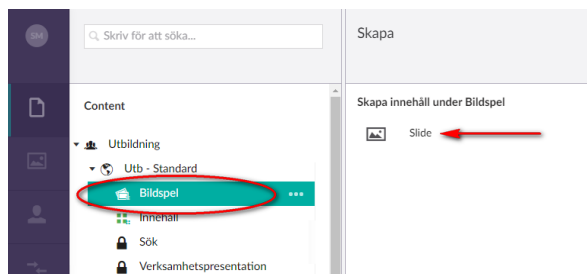 SM
Skriv för att söka...
Skapa
Content
Skapa innehåll under Bildspel
Slide
Utbildning
Utb - Standard
Bildspel
Innehåll
Sök
Verksamhetspresentation